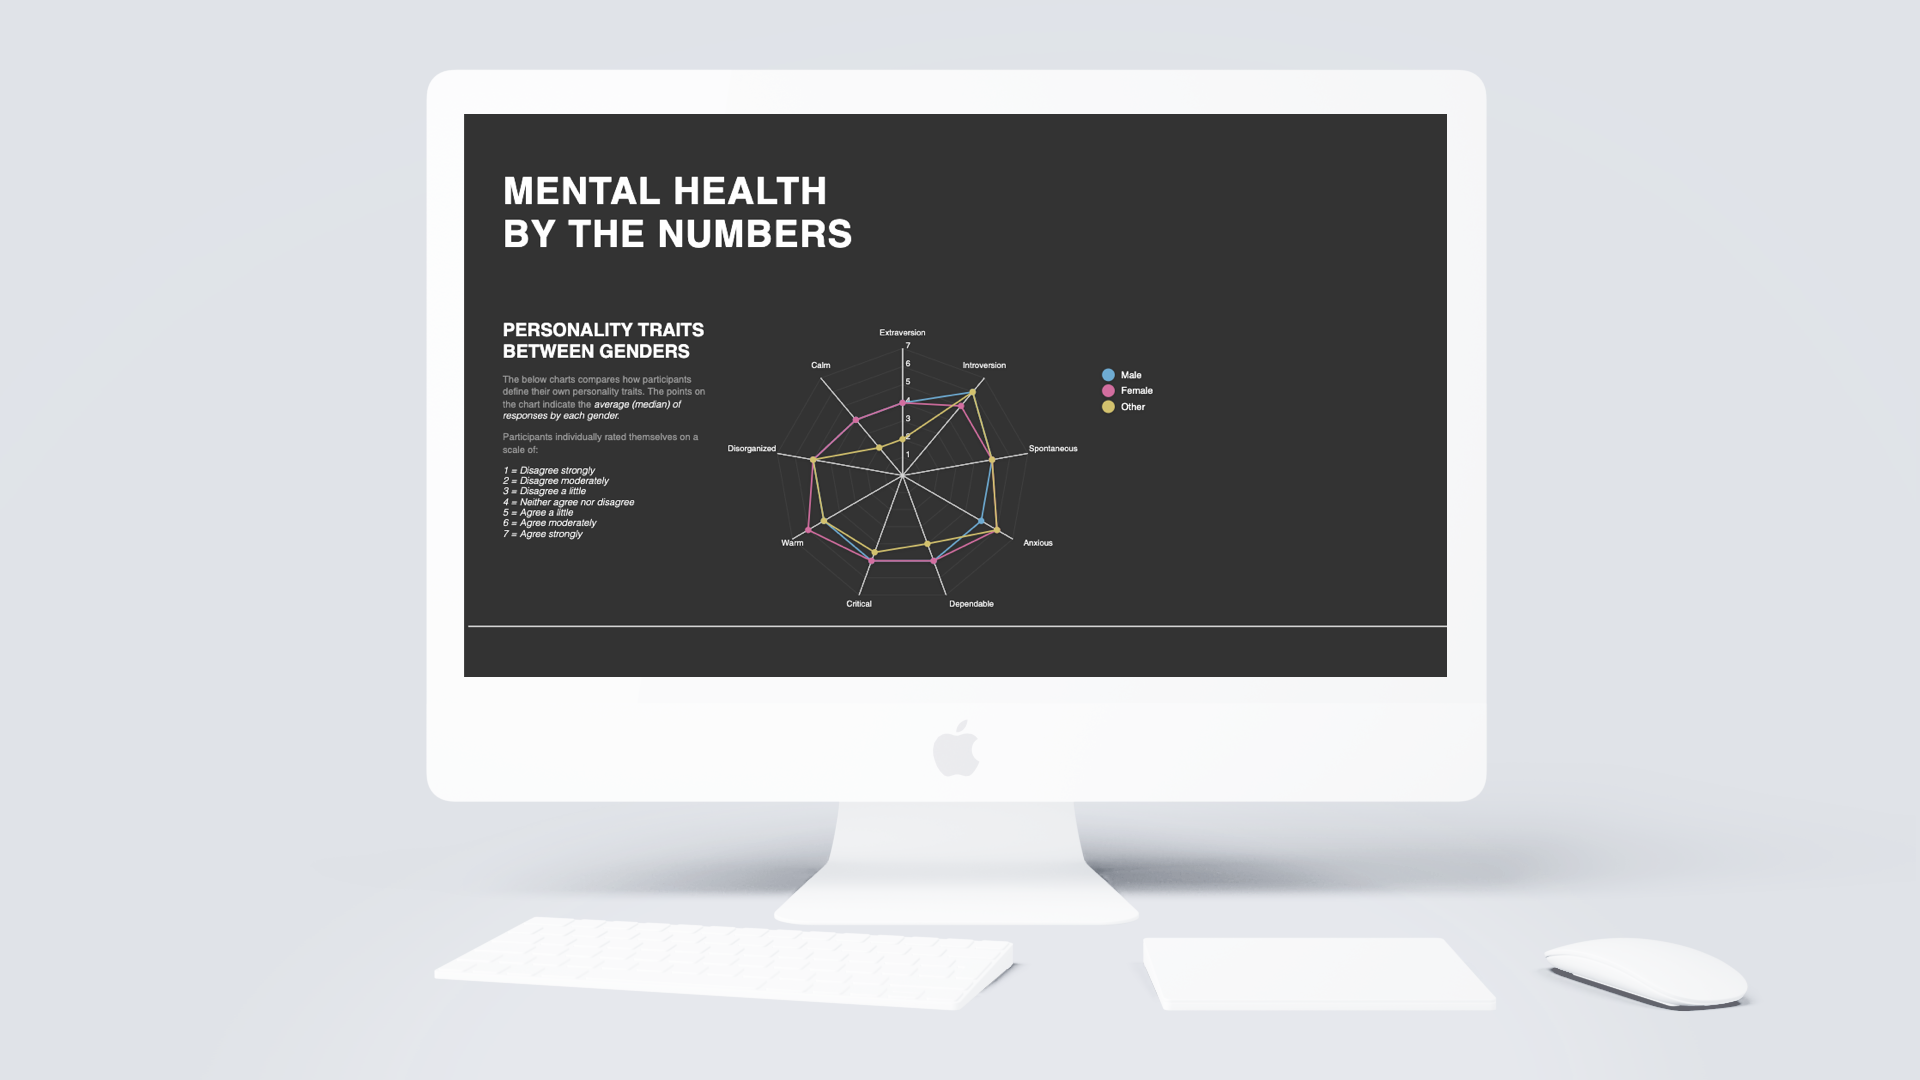 MENTAL HEALTH
BY THE NUMBERS
PERSONALITY TRAITS
BETWEEN GENDERS
The below charts compares how participants
define their own personality traits. The points on
the chart indicate the average (median) of
responses by each gender.
Participants individually rated themselves on a
scale of:
1 = Disagree strongly
2 = Disagree moderately
3 = Disagree a little
4 = Neither agree nor disagree
5 = Agree a little
6 = Agree moderately
7 = Agree strongly
Extraversion
7
6
5
4
3
2
1
Calm
Introversion
Disorganized
Spontaneous
Warm
Anxious
Critical
Dependable
Male
Female
Other